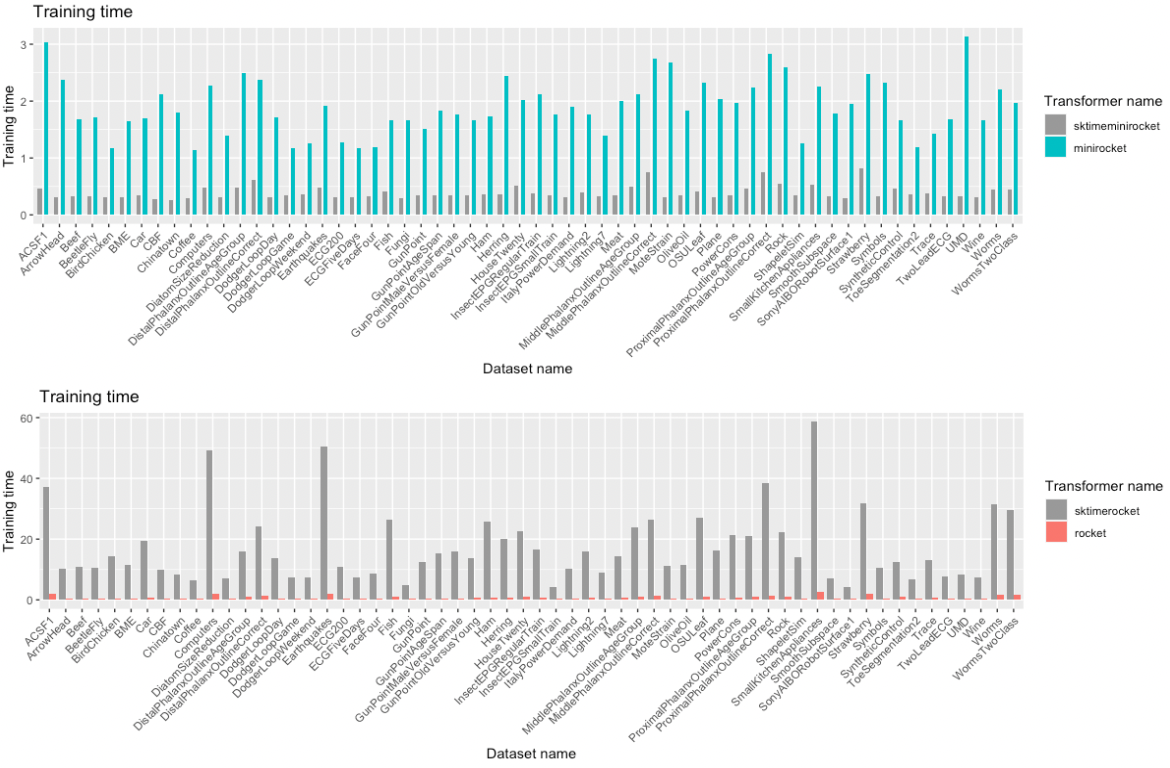 Training time
3
2
1
0
Training time
ACSF1
ArrowHead
Beef
BeetleFly
BirdChicken
BME
Car
CBF
Chinatown
Coffee
Computers
DiatomSizeReduction
DistalPhalanxOutlineAgeGroup
DistalPhalanxOutlineCorrect
DodgerLoopDay
DodgerLoopGame
DodgerLoopWeekend
Earthquakes
ECG200
ECGFiveDays
FaceFour
Fish
Fungi
GunPoint
GunPointAgeSpan
GunPointMaleVersusFemale
GunPointOldVersusYoung
Ham
Herring
HouseTwenty
InsectEPGRegularTrain
InsectEPGSmallTrain
ItalyPowerDemand
Lightning2
Lightning7
Meat
MiddlePhalanxOutlineAgeGroup
MiddlePhalanxOutlineCorrect
MoteStrain
OliveOil
OSULeaf
Plane
PowerCons
ProximalPhalanxOutlineAgeGroup
ProximalPhalanxOutlineCorrect
Rock
ShapeletSim
SmallKitchenAppliances
SmoothSubspace
SonyAIBORobotSurface1
Strawberry
Symbols
SyntheticControl
ToeSegmentation2
Trace
TwoLeadECG
UMD
Wine
Worms
WormsTwoClass
Dataset name
Transformer name
sktimeminirocket
minirocket
Training time
60
40
20
0
Training time
ACSF1
ArrowHead
Beef
BeetleFly
BirdChicken
BME
Car
CBF
Chinatown
Coffee
Computers
DiatomSizeReduction
DistalPhalanxOutlineAgeGroup
DistalPhalanxOutlineCorrect
DodgerLoopDay
DodgerLoopGame
DodgerLoopWeekend
Earthquakes
ECG200
ECGFiveDays
FaceFour
Fish
Fungi
GunPoint
GunPointAgeSpan
GunPointMaleVersusFemale
GunPointOldVersusYoung
Ham
Herring
HouseTwenty
InsectEPGRegularTrain
InsectEPGSmallTrain
ItalyPowerDemand
Lightning2
Lightning7
Meat
MiddlePhalanxOutlineAgeGroup
MiddlePhalanxOutlineCorrect
MoteStrain
OliveOil
OSULeaf
Plane
PowerCons
ProximalPhalanxOutlineAgeGroup
ProximalPhalanxOutlineCorrect
Rock
ShapeletSim
SmallKitchenAppliances
SmoothSubspace
SonyAIBORobotSurface1
Strawberry
Symbols
SyntheticControl
ToeSegmentation2
Trace
TwoLeadECG
UMD
Wine
Worms
WormsTwoClass
Dataset name
Transformer name
sktimerocket
rocket